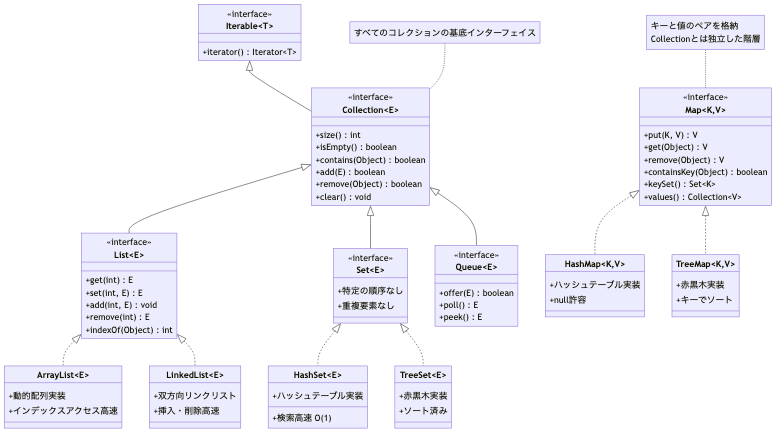 «interface»
Iterable<T>
+iterator() : Iterator<T>
すべてのコレクションの基底インターフェイス
キーと値のペアを格納
Collectionとは独立した階層
«interface»
Collection<E>
+size() : int
+isEmpty() : boolean
+contains(Object) : boolean
+add(E) : boolean
+remove(Object) : boolean
+clear() : void
«interface»
Map<K,V>
+put(K, V) : V
+get(Object) : V
+remove(Object) : V
+containsKey(Object) : boolean
+keySet() : Set<K>
+values() : Collection<V>
«interface»
List<E>
+get(int) : E
+set(int, E) : E
+add(int, E) : void
+remove(int) : E
+indexOf(Object) : int
«interface»
Set<E>
+特定の順序なし
+重複要素なし
«interface»
Queue<E>
+offer(E) : boolean
+poll() : E
+peek() : E
HashMap<K,V>
+ハッシュテーブル実装
+null許容
TreeMap<K,V>
+赤黒木実装
+キーでソート
ArrayList<E>
+動的配列実装
+インデックスアクセス高速
LinkedList<E>
+双方向リンクリスト
+挿入・削除高速
HashSet<E>
+ハッシュテーブル実装
+検索高速 O(1)
TreeSet<E>
+赤黒木実装
+ソート済み